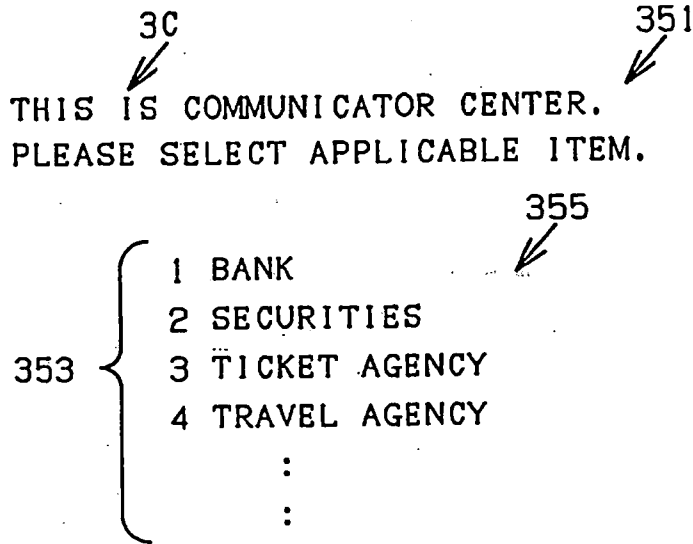 3C 351
THIS IS COMMUNICATOR CENTER.
PLEASE SELECT APPLICABLE ITEM.
355
1 BANK
2 SECURITIES
353 3 TICKET AGENCY
4 TRAVEL AGENCY
:
: